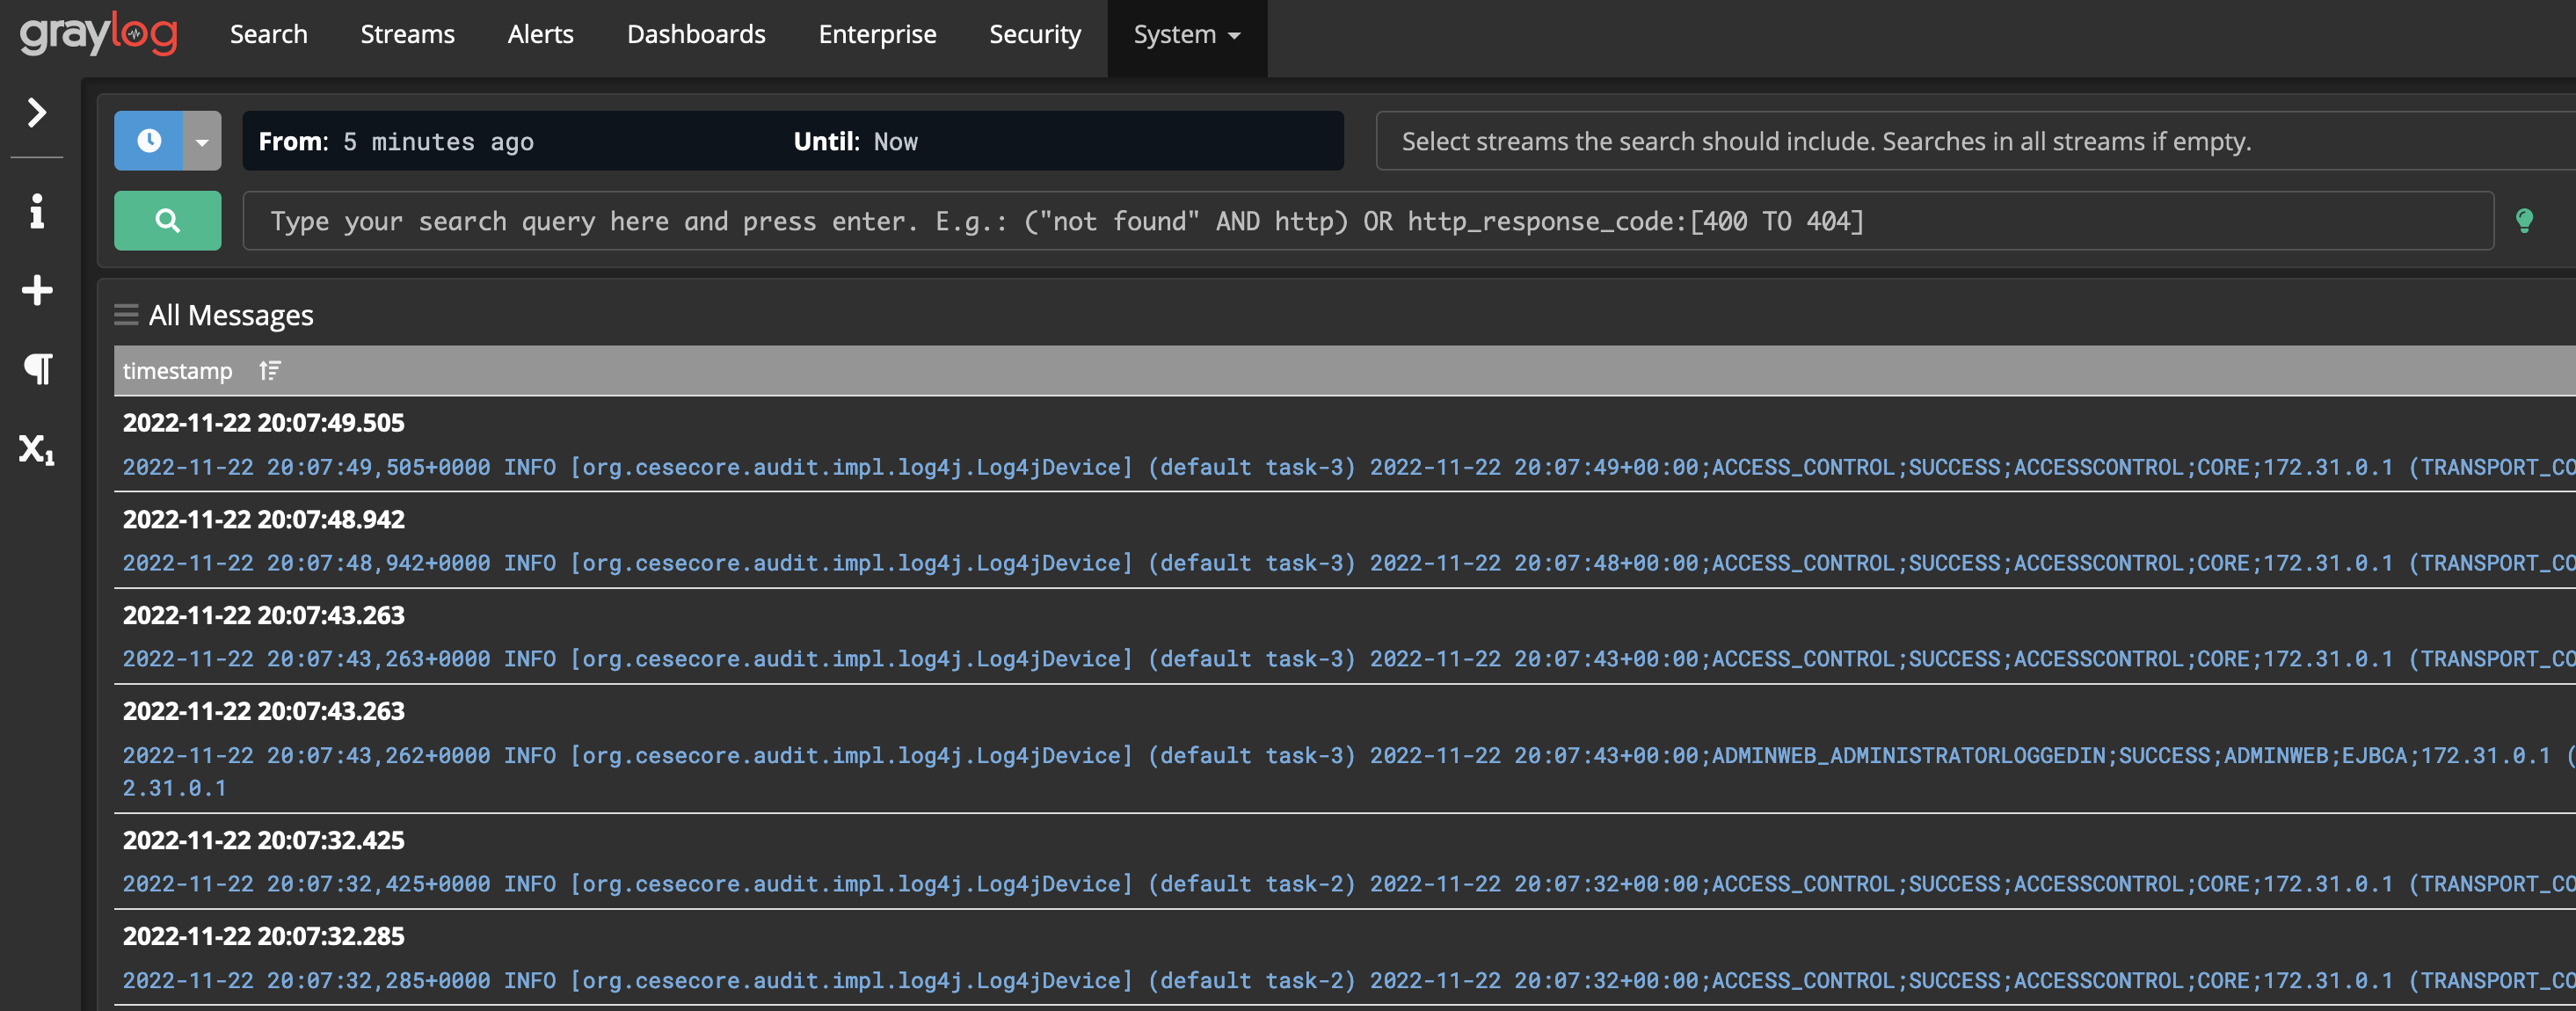 graylog Search Streams Alerts Dashboards Enterprise Security System
From: 5 minutes ago Until: Now Select streams the search should include. Searches in all streams if empty.
Type your search query here and press enter. E.g.: ("not found" AND http) OR http_response_code:[400 TO 404]
All Messages
timestamp
2022-11-22 20:07:49.505
2022-11-22 20:07:49,505+0000 INFO [org.cesecore.audit.impl.log4j.Log4jDevice] (default task-3) 2022-11-22 20:07:49+00:00;ACCESS_CONTROL;SUCCESS;ACCESSCONTROL;CORE;172.31.0.1 (TRANSPORT_CO
2022-11-22 20:07:48.942
2022-11-22 20:07:48,942+0000 INFO [org.cesecore.audit.impl.log4j.Log4jDevice] (default task-3) 2022-11-22 20:07:48+00:00;ACCESS_CONTROL;SUCCESS;ACCESSCONTROL;CORE;172.31.0.1 (TRANSPORT_CO
2022-11-22 20:07:43.263
2022-11-22 20:07:43,263+0000 INFO [org.cesecore.audit.impl.log4j.Log4jDevice] (default task-3) 2022-11-22 20:07:43+00:00;ACCESS_CONTROL;SUCCESS;ACCESSCONTROL;CORE;172.31.0.1 (TRANSPORT_CO
2022-11-22 20:07:43.263
2022-11-22 20:07:43,262+0000 INFO [org.cesecore.audit.impl.log4j.Log4jDevice] (default task-3) 2022-11-22 20:07:43+00:00;ADMINWEB_ADMINISTRATORLOGGEDIN;SUCCESS;ADMINWEB;EJBCA;172.31.0.1 (
2.31.0.1
2022-11-22 20:07:32.425
2022-11-22 20:07:32,425+0000 INFO [org.cesecore.audit.impl.log4j.Log4jDevice] (default task-2) 2022-11-22 20:07:32+00:00;ACCESS_CONTROL;SUCCESS;ACCESSCONTROL;CORE;172.31.0.1 (TRANSPORT_CO
2022-11-22 20:07:32.285
2022-11-22 20:07:32,285+0000 INFO [org.cesecore.audit.impl.log4j.Log4jDevice] (default task-2) 2022-11-22 20:07:32+00:00;ACCESS_CONTROL;SUCCESS;ACCESSCONTROL;CORE;172.31.0.1 (TRANSPORT_CO